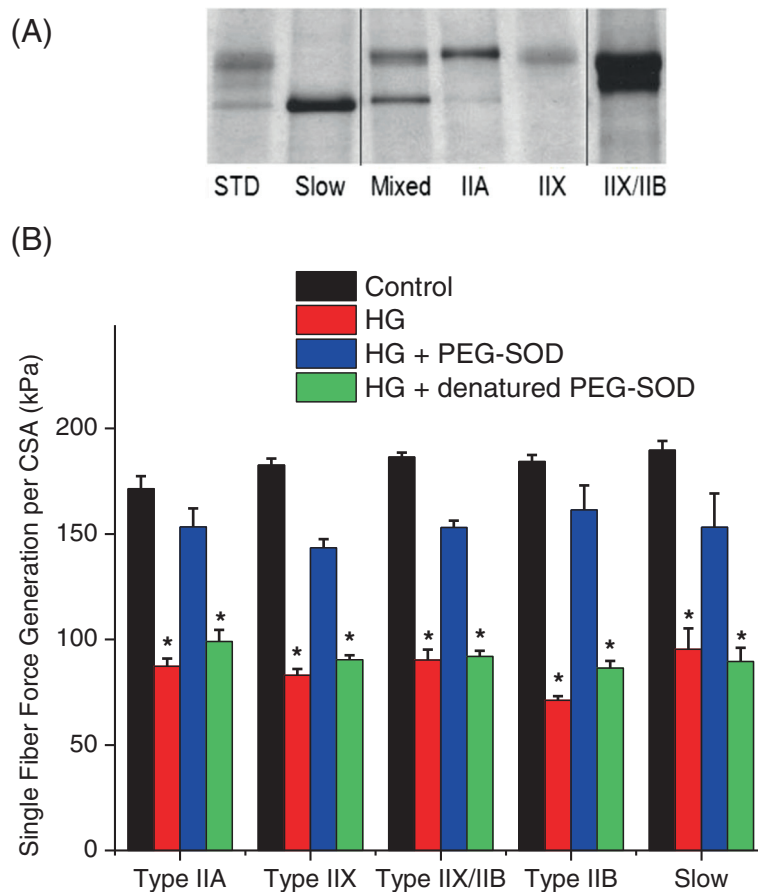 (A)
STD Slow Mixed IIA IIX IIX/IIB
(B)
Control
HG
HG + PEG-SOD
HG + denatured PEG-SOD
Single Fiber Force Generation per CSA (kPa)
200
150
100
50
0
* * * * * * * * * *
Type IIA Type IIX Type IIX/IIB Type IIB Slow